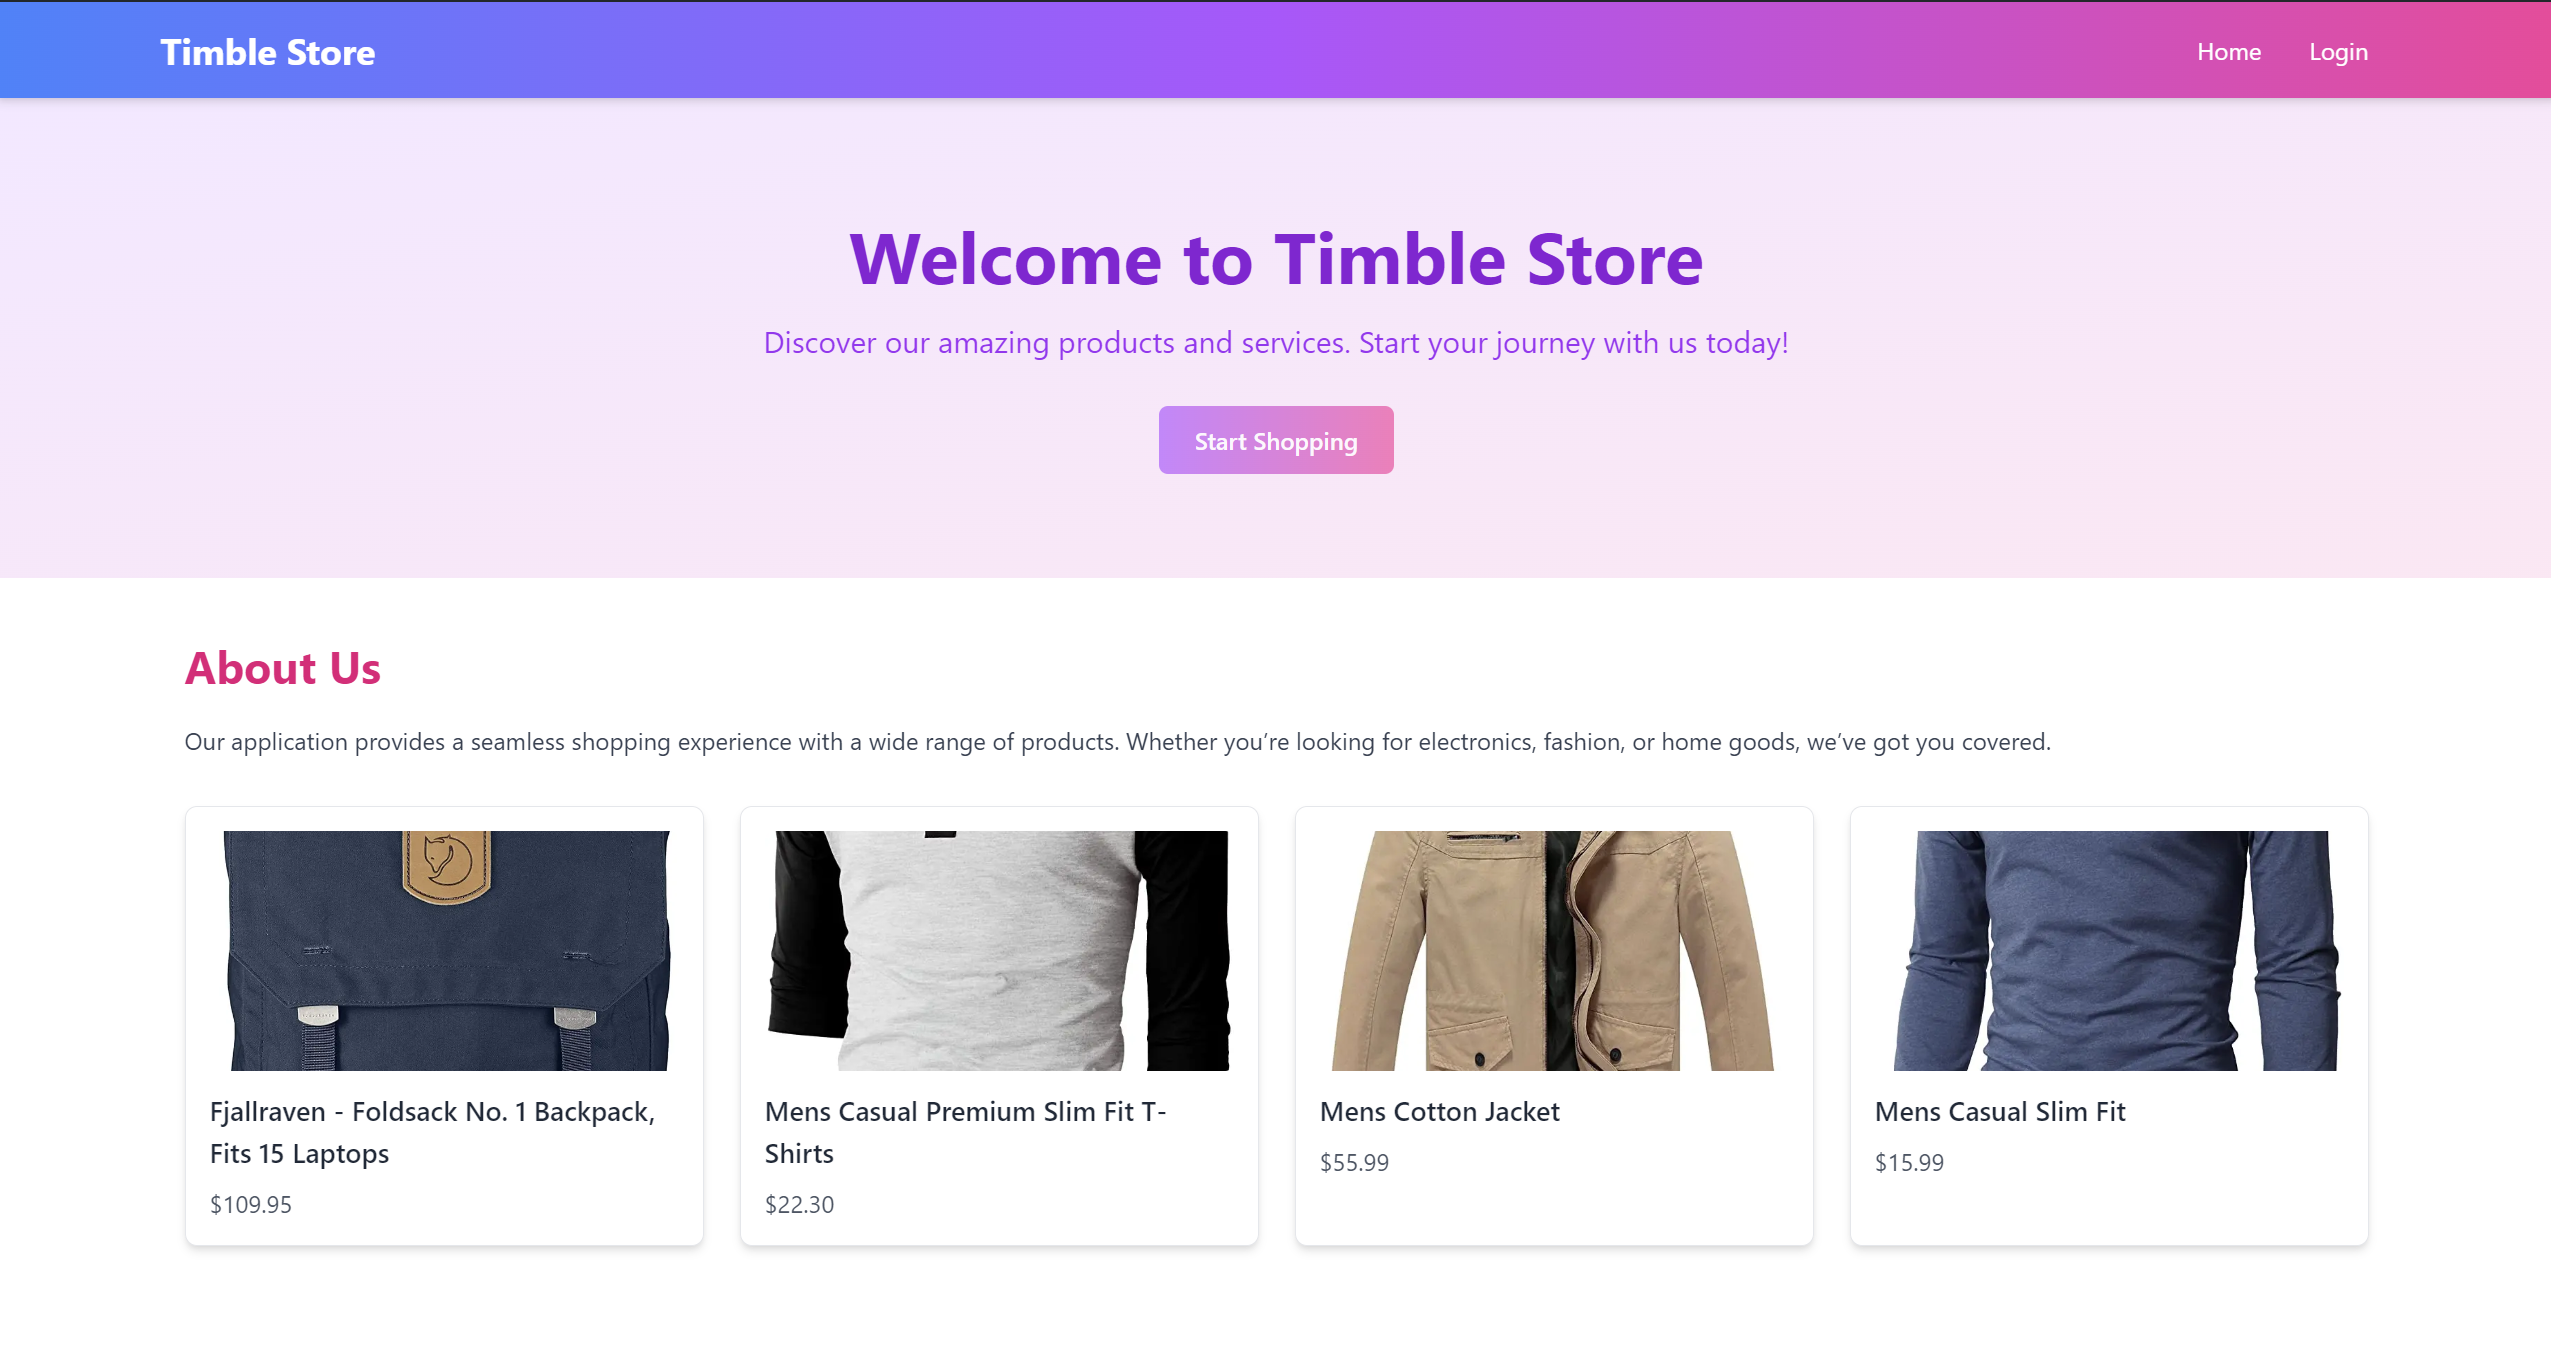 Timble Store
Home
Login
Welcome to Timble Store
Discover our amazing products and services. Start your journey with us today!
Start Shopping
About Us
Our application provides a seamless shopping experience with a wide range of products. Whether you’re looking for electronics, fashion, or home goods, we’ve got you covered.
Fjallraven - Foldsack No. 1 Backpack,
Fits 15 Laptops
$109.95
Mens Casual Premium Slim Fit T-
Shirts
$22.30
Mens Cotton Jacket
$55.99
Mens Casual Slim Fit
$15.99